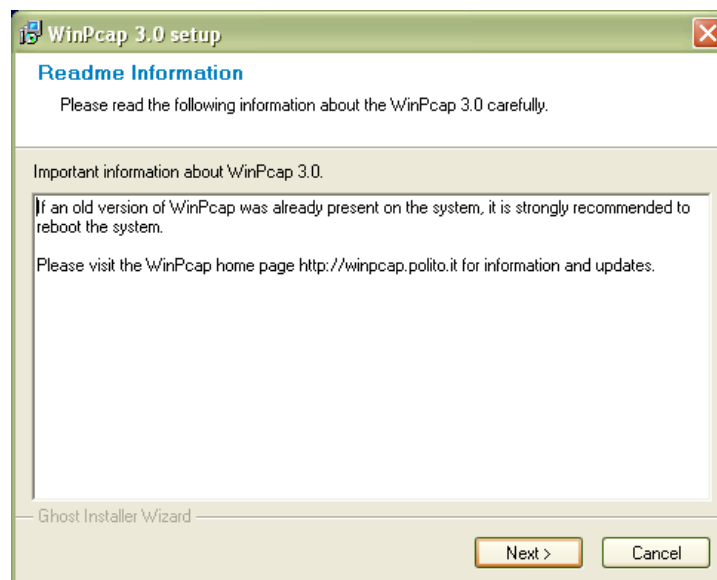 WinPcap 3.0 setup
Readme Information
Please read the following information about the WinPcap 3.0 carefully.
Important information about WinPcap 3.0.
If an old version of WinPcap was already present on the system, it is strongly recommended to
reboot the system.
Please visit the WinPcap home page http://winpcap.polito.it for information and updates.
Ghost Installer Wizard
Next >
Cancel